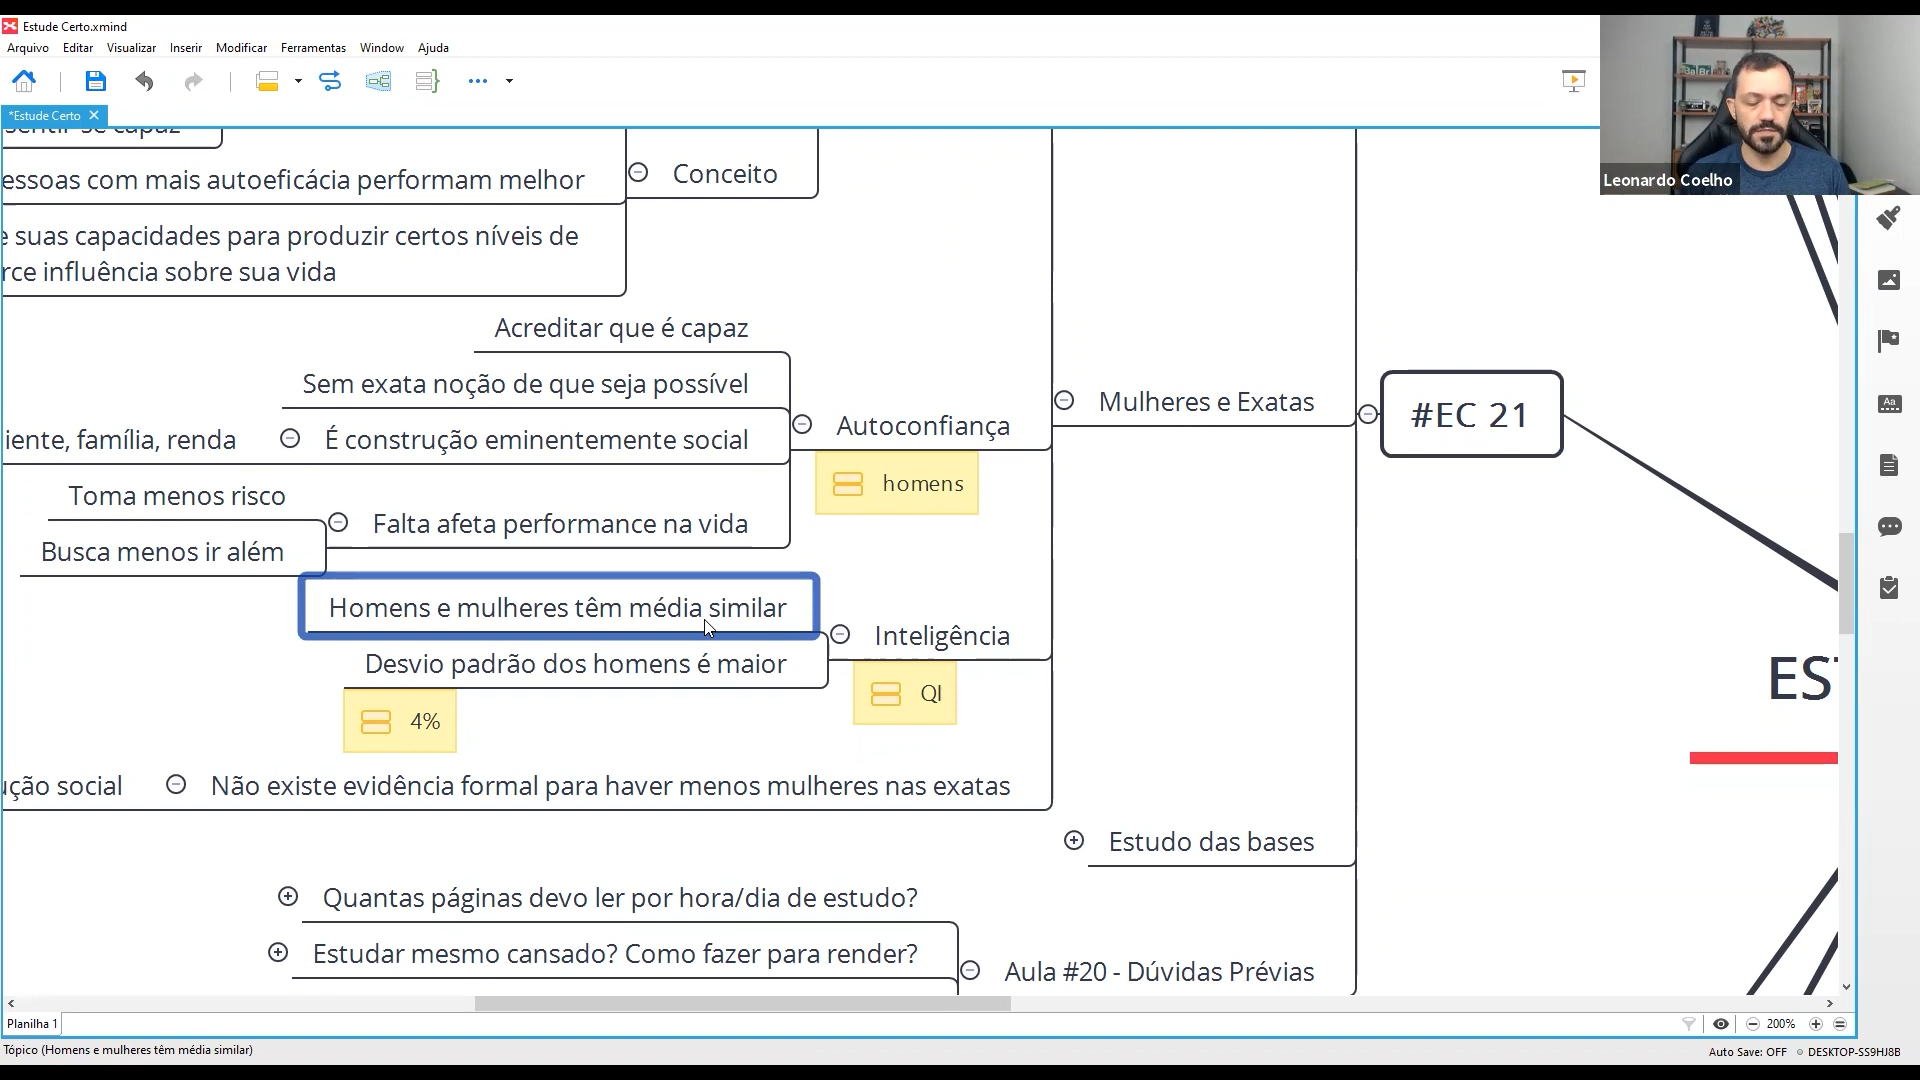 Estude Certo.xmind
Arquivo Editar Visualizar Inserir Modificar Ferramentas Window Ajuda
*Estude Certo
sentir-se capaz
Conceito
essoas com mais autoeficácia performam melhor
e suas capacidades para produzir certos níveis de
rce influência sobre sua vida
Leonardo Coelho
Acreditar que é capaz
Sem exata noção de que seja possível
iente, família, renda
É construção eminentemente social
Autoconfiança
Mulheres e Exatas
#EC 21
homens
Toma menos risco
Busca menos ir além
Falta afeta performance na vida
Homens e mulheres têm média similar
Inteligência
Desvio padrão dos homens é maior
QI
4%
EST
ução social
Não existe evidência formal para haver menos mulheres nas exatas
Estudo das bases
Quantas páginas devo ler por hora/dia de estudo?
Estudar mesmo cansado? Como fazer para render?
Aula #20 - Dúvidas Prévias
Planilha 1
200%
Tópico (Homens e mulheres têm média similar)
Auto Save: OFF
DESKTOP-SS9HJ8B